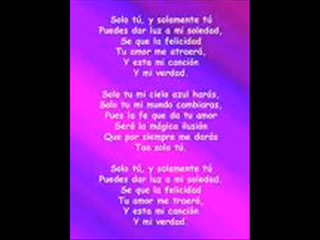 Solo tú, y solamente tú
Puedes dar luz a mi soledad,
Se que la felicidad
Tu amor me atraerá,
Y esta mi canción
Y mi verdad.
Solo tu mi cielo azul harás,
Solo tu mi mundo cambiaras,
Pues la fe que da tu amor
Será la mágica ilusión
Que por siempre me darás
Tao solo tú.
Solo tú, y solamente tú
Puedes dar luz a mi soledad,
Se que la felicidad
Tu amor me traerá,
Y esta mi canción
Y mi verdad.